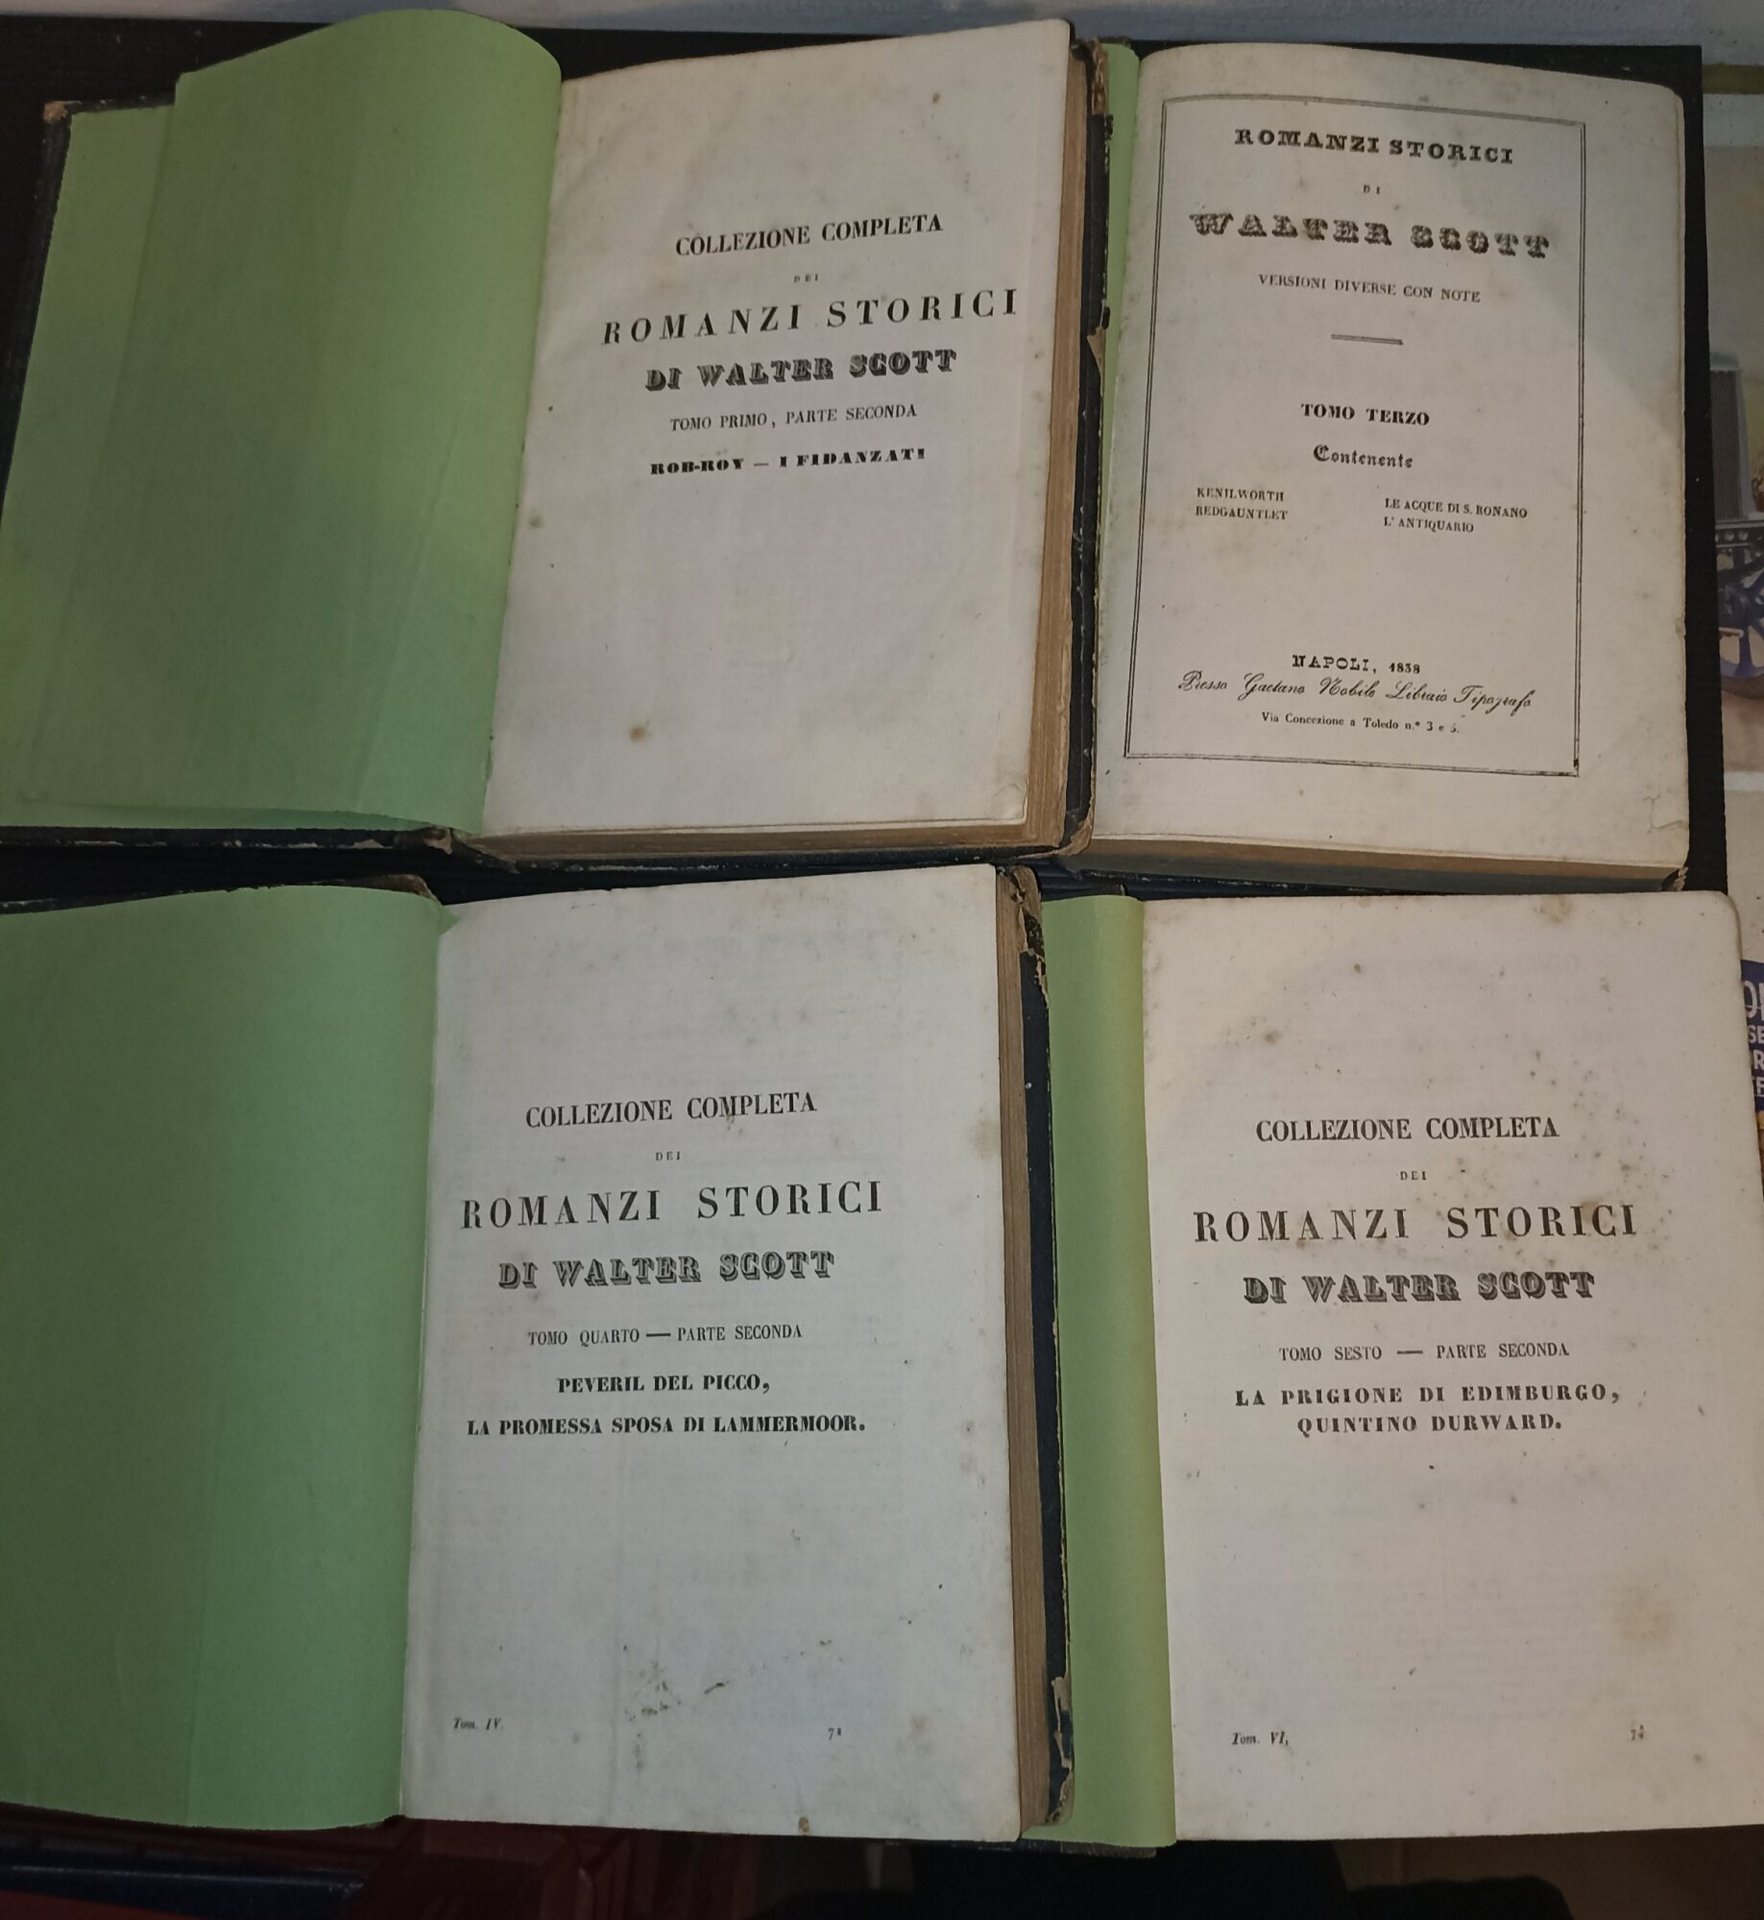 COLLEZIONE COMPLETA
DEI
ROMANZI STORICI
DI WALTER SCOTT
TOMO PRIMO, PARTE SECONDA
ROB-ROY — I FIDANZATI
ROMANZI STORICI
DI
WALTER SCOTT
VERSIONI DIVERSE CON NOTE
TOMO TERZO
Contenente
KENILWORTH
REDGAUNTLET
LE ACQUE DI S. RONANO
L' ANTIQUARIO
NAPOLI, 1838
Presso Gaetano Nobile Libraio Tipografo
Via Concezione a Toledo n.° 3 e
COLLEZIONE COMPLETA
DEI
ROMANZI STORICI
DI WALTER SCOTT
TOMO QUARTO — PARTE SECONDA
PEVERIL DEL PICCO,
LA PROMESSA SPOSA DI LAMMERMOOR.
Tom. IV.
COLLEZIONE COMPLETA
DEI
ROMANZI STORICI
DI WALTER SCOTT
TOMO SESTO — PARTE SECONDA
LA PRIGIONE DI EDIMBURGO,
QUINTINO DURWARD.
Tom. VI,